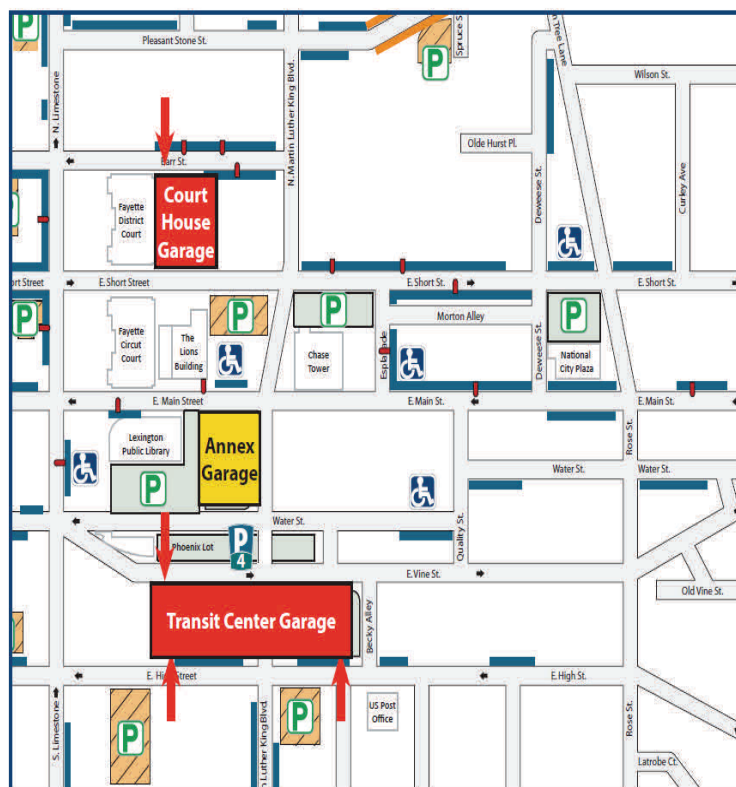 Pleasant Stone St.
Spruce S
n Tree Lane
Wilson St.
N. Limestone
N. Martin Luther King Blvd.
Olde Hurst Pl.
Deweese St.
Curley Ave
Barr St.
Fayette
District
Court
Court
House
Garage
ort Street
E. Short Street
E. Short St.
E. Short St.
Morton Alley
Fayette
Circut
Court
The
Lions
Building
Chase
Tower
Esplanade
Deweese St.
National
City Plaza
E. Main Street
E. Main St.
E. Main St.
Lexington
Public Library
Annex
Garage
Rose St.
Water St.
Water St.
Water St.
Quality St.
Phoenix Lot
P
4
E. Vine St.
Old Vine St.
Transit Center Garage
Becky Alley
E. High Street
E. High St.
S. Limestone
n Luther King Blvd.
US Post
Office
Rose St.
Latrobe Ct.
P
P
P
P
P
P
P
P
P
P